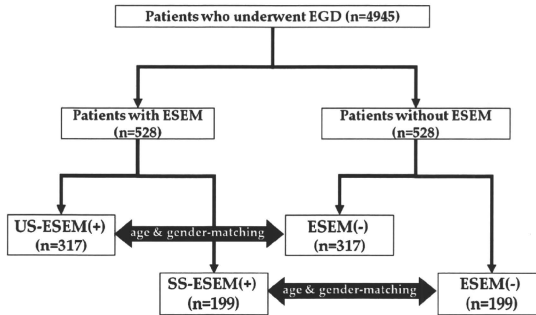 Patients who underwent EGD (n=4945)
Patients with ESEM
(n=528)
Patients without ESEM
(n=528)
US-ESEM(+)
(n=317)
age & gender-matching
ESEM(-)
(n=317)
SS-ESEM(+)
(n=199)
age & gender-matching
ESEM(-)
(n=199)